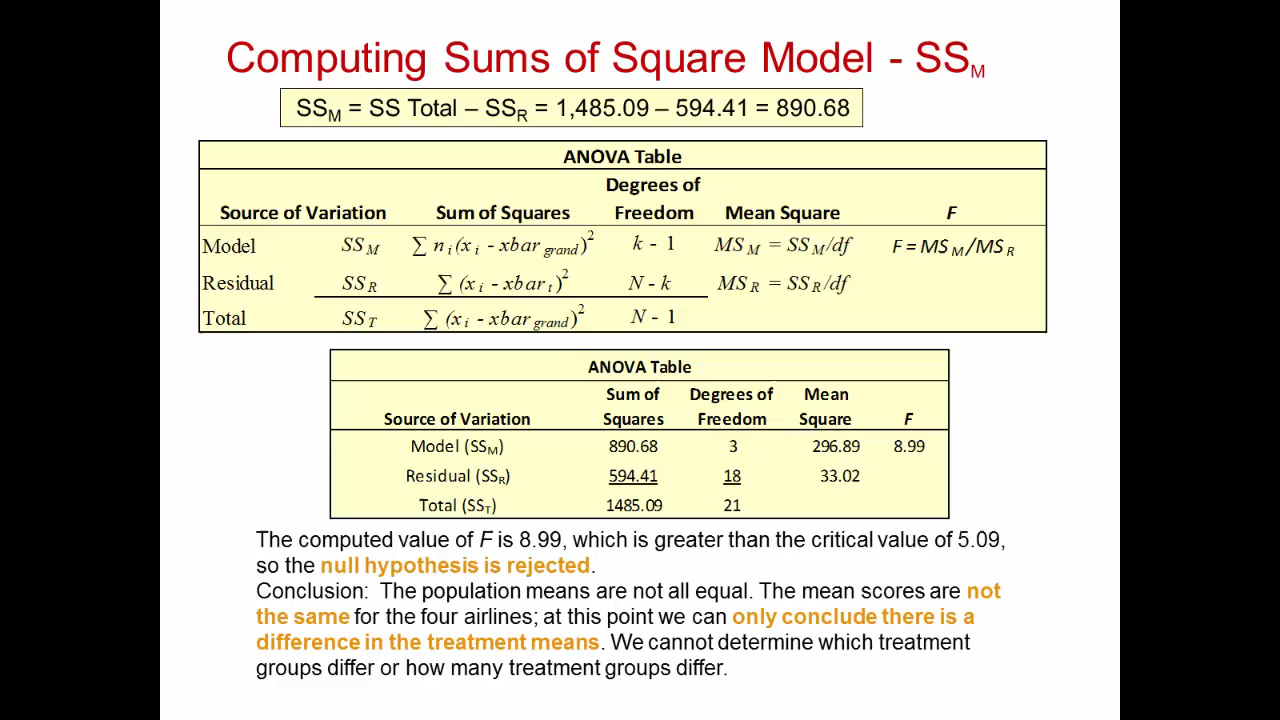 Computing Sums of Square Model - SSM
SSM = SS Total – SSR = 1,485.09 – 594.41 = 890.68
ANOVA Table
Degrees of
Source of Variation Sum of Squares Freedom Mean Square F
Model SSM ∑ ni(xi - xbar grand)2 k - 1 MSM = SSM/df F = MSM/MSR
Residual SSR ∑ (xi - xbar t)2 N - k MSR = SSR/df
Total SST ∑ (xi - xbar grand)2 N - 1
ANOVA Table
Sum of Degrees of Mean
Source of Variation Squares Freedom Square F
Model (SSM) 890.68 3 296.89 8.99
Residual (SSR) 594.41 18 33.02
Total (SST) 1485.09 21
The computed value of F is 8.99, which is greater than the critical value of 5.09,
so the null hypothesis is rejected.
Conclusion: The population means are not all equal. The mean scores are not
the same for the four airlines; at this point we can only conclude there is a
difference in the treatment means. We cannot determine which treatment
groups differ or how many treatment groups differ.